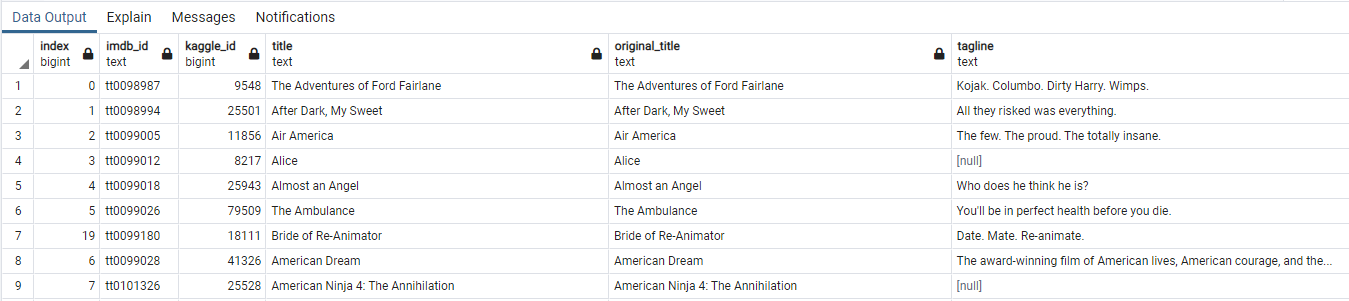 Data Output Explain Messages Notifications
index imdb_id kaggle_id title original_title tagline
bigint text bigint text text text
1 0 tt0098987 9548 The Adventures of Ford Fairlane The Adventures of Ford Fairlane Kojak. Columbo. Dirty Harry. Wimps.
2 1 tt0098994 25501 After Dark, My Sweet After Dark, My Sweet All they risked was everything.
3 2 tt0099005 11856 Air America Air America The few. The proud. The totally insane.
4 3 tt0099012 8217 Alice Alice [null]
5 4 tt0099018 25943 Almost an Angel Almost an Angel Who does he think he is?
6 5 tt0099026 79509 The Ambulance The Ambulance You'll be in perfect health before you die.
7 19 tt0099180 18111 Bride of Re-Animator Bride of Re-Animator Date. Mate. Re-animate.
8 6 tt0099028 41326 American Dream American Dream The award-winning film of American lives, American courage, and the...
9 7 tt0101326 25528 American Ninja 4: The Annihilation American Ninja 4: The Annihilation [null]